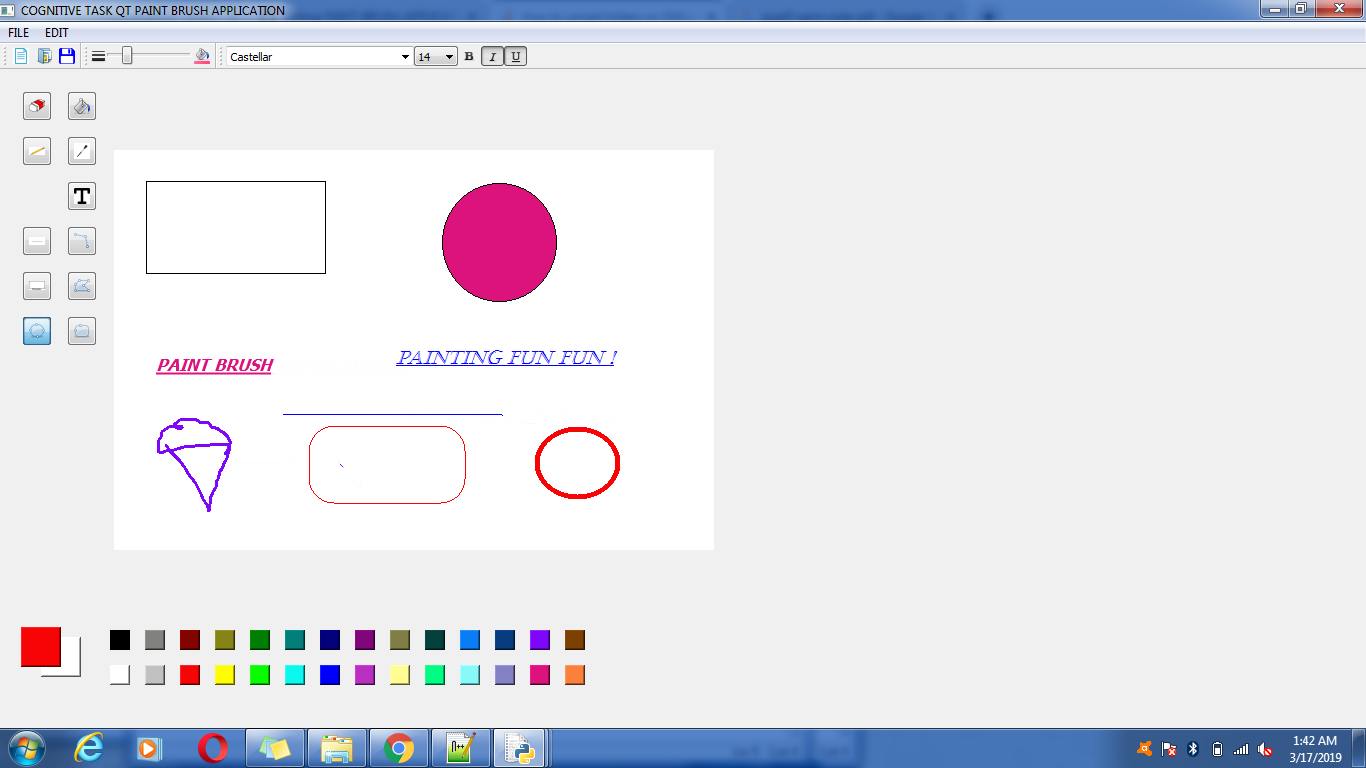 COGNITIVE TASK QT PAINT BRUSH APPLICATION
FILE EDIT
Castellar 14 B I U
T
PAINT BRUSH
PAINTING FUN FUN !
1:42 AM
3/17/2019